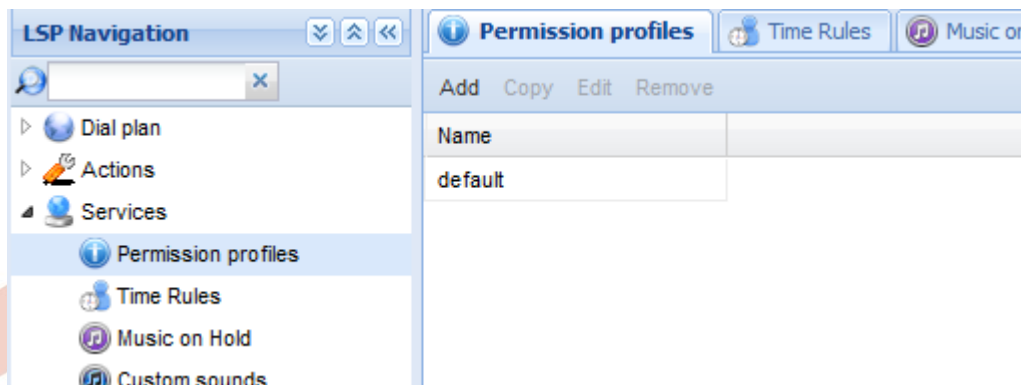 LSP Navigation
Dial plan
Actions
Services
Permission profiles
Time Rules
Music on Hold
Custom sounds
Permission profiles Time Rules Music on
Add Copy Edit Remove
Name
default